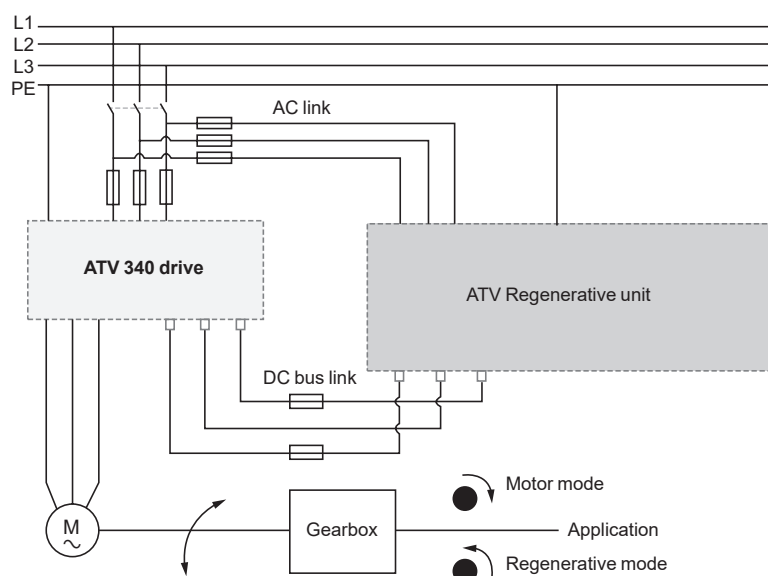 L1
L2
L3
PE
AC link
ATV 340 drive
ATV Regenerative unit
DC bus link
Motor mode
M
Gearbox
Application
Regenerative mode